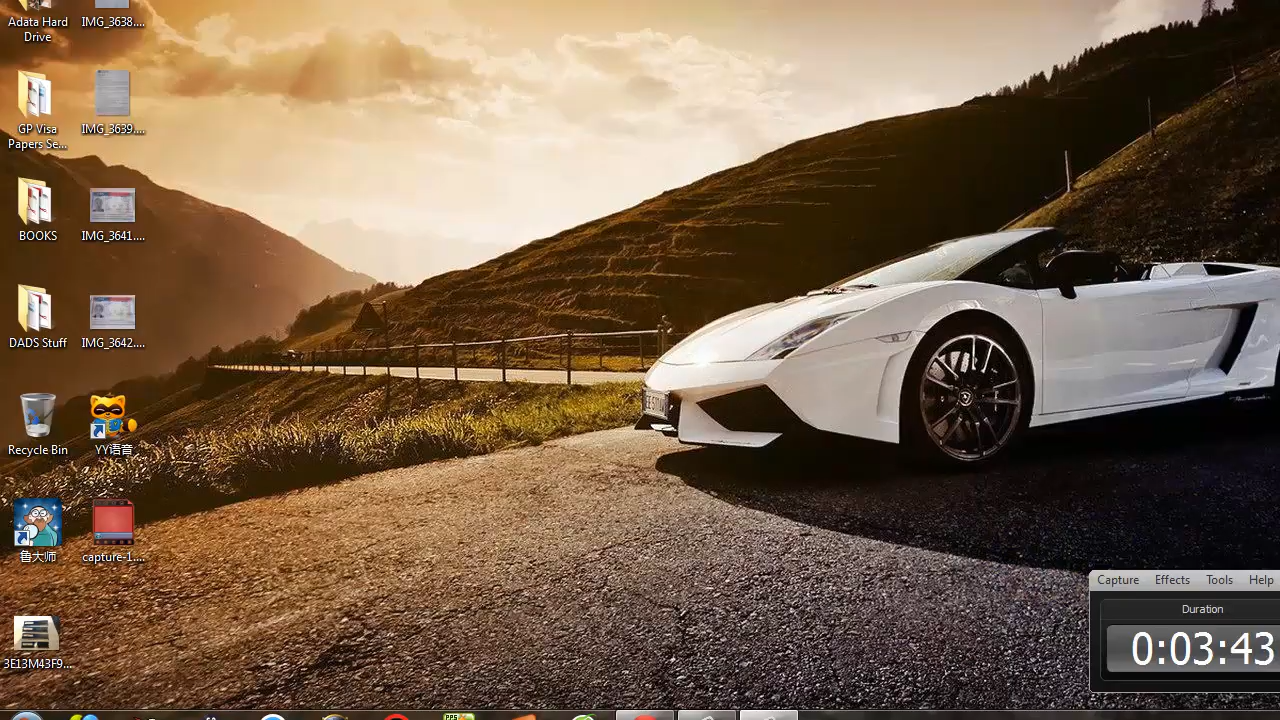 Adata Hard
Drive
IMG_3638....
GP Visa
Papers Se...
IMG_3639....
BOOKS
IMG_3641....
DADS Stuff
IMG_3642....
Recycle Bin
YY语音
鲁大师
capture-1....
3E13M43F9...
Capture Effects Tools Help
Duration
0:03:43
PPS